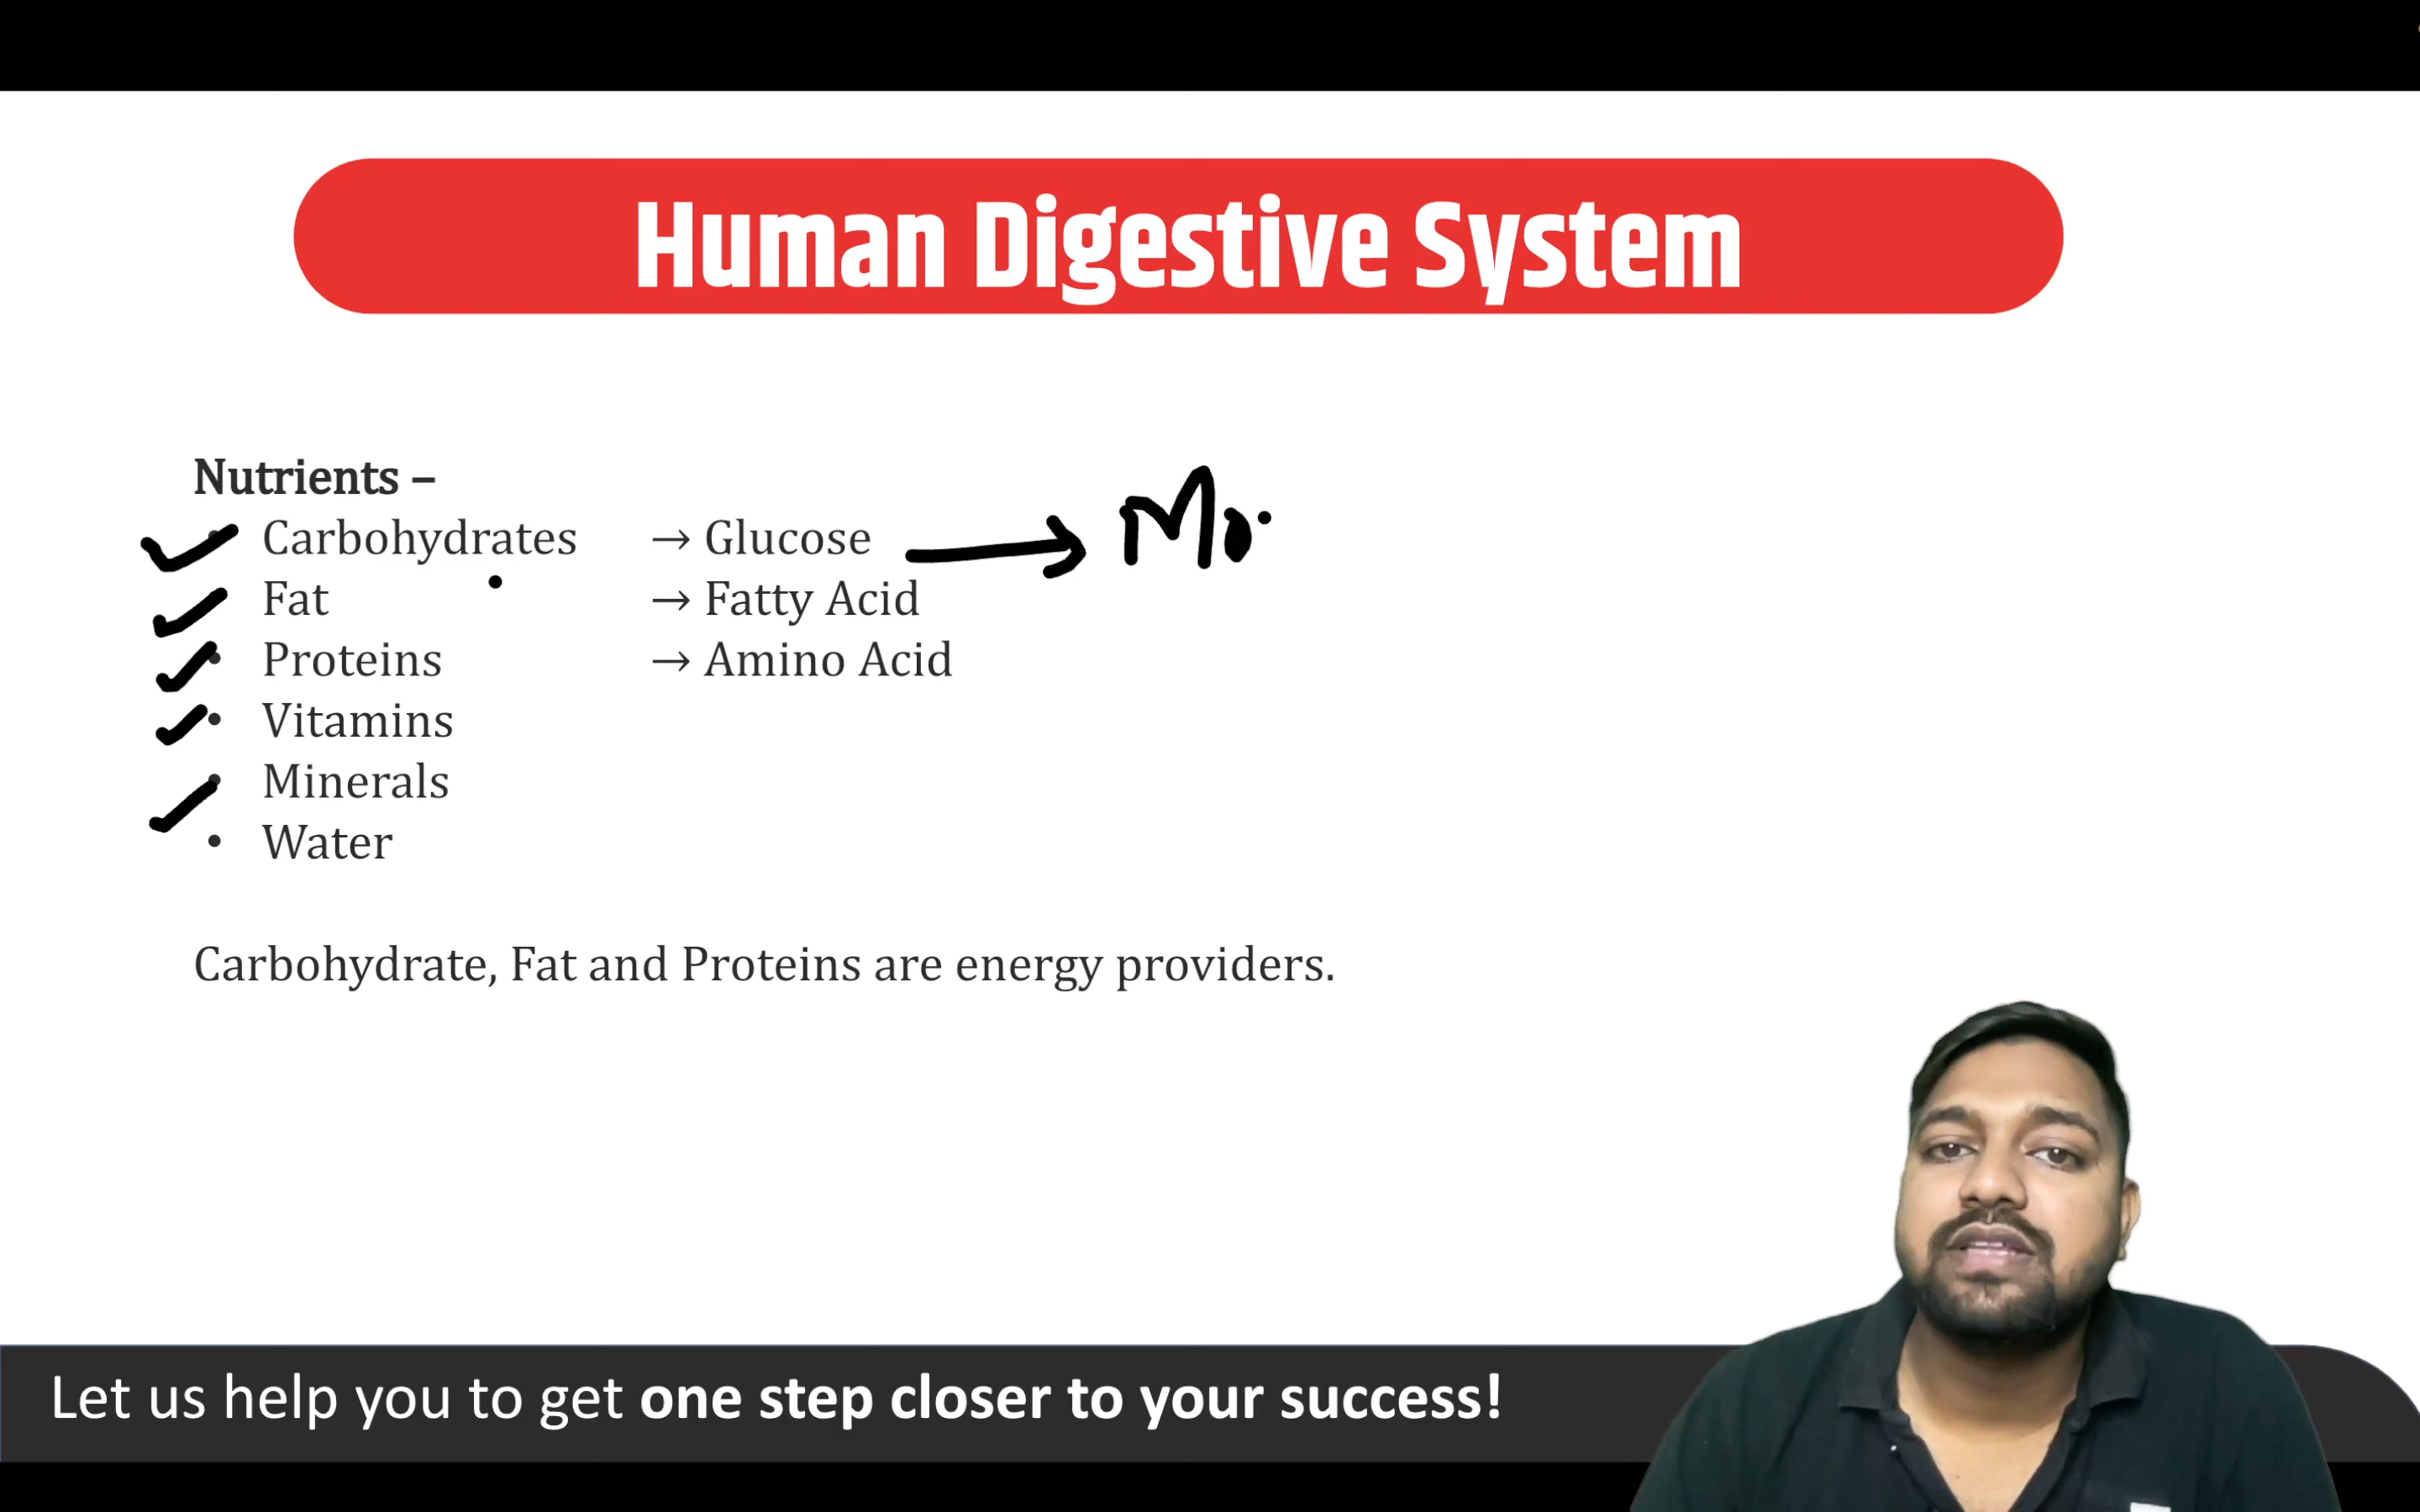 Human Digestive System
Nutrients –
• Carbohydrates → Glucose Mo
• Fat → Fatty Acid
• Proteins → Amino Acid
• Vitamins
• Minerals
• Water
Carbohydrate, Fat and Proteins are energy providers.
Let us help you to get one step closer to your success!